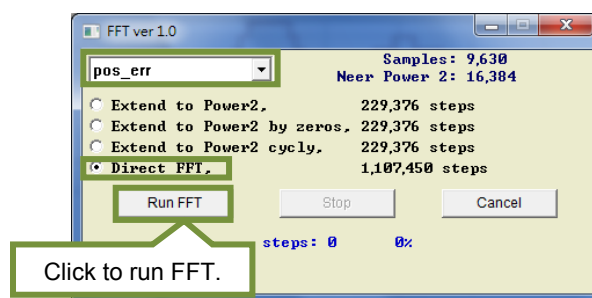 FFT ver 1.0
pos_err
Samples: 9,630
Neer Power 2: 16,384
Extend to Power2, 229,376 steps
Extend to Power2 by zeros, 229,376 steps
Extend to Power2 cycly, 229,376 steps
Direct FFT, 1,107,450 steps
Run FFT Stop Cancel
steps: 0 0%
Click to run FFT.